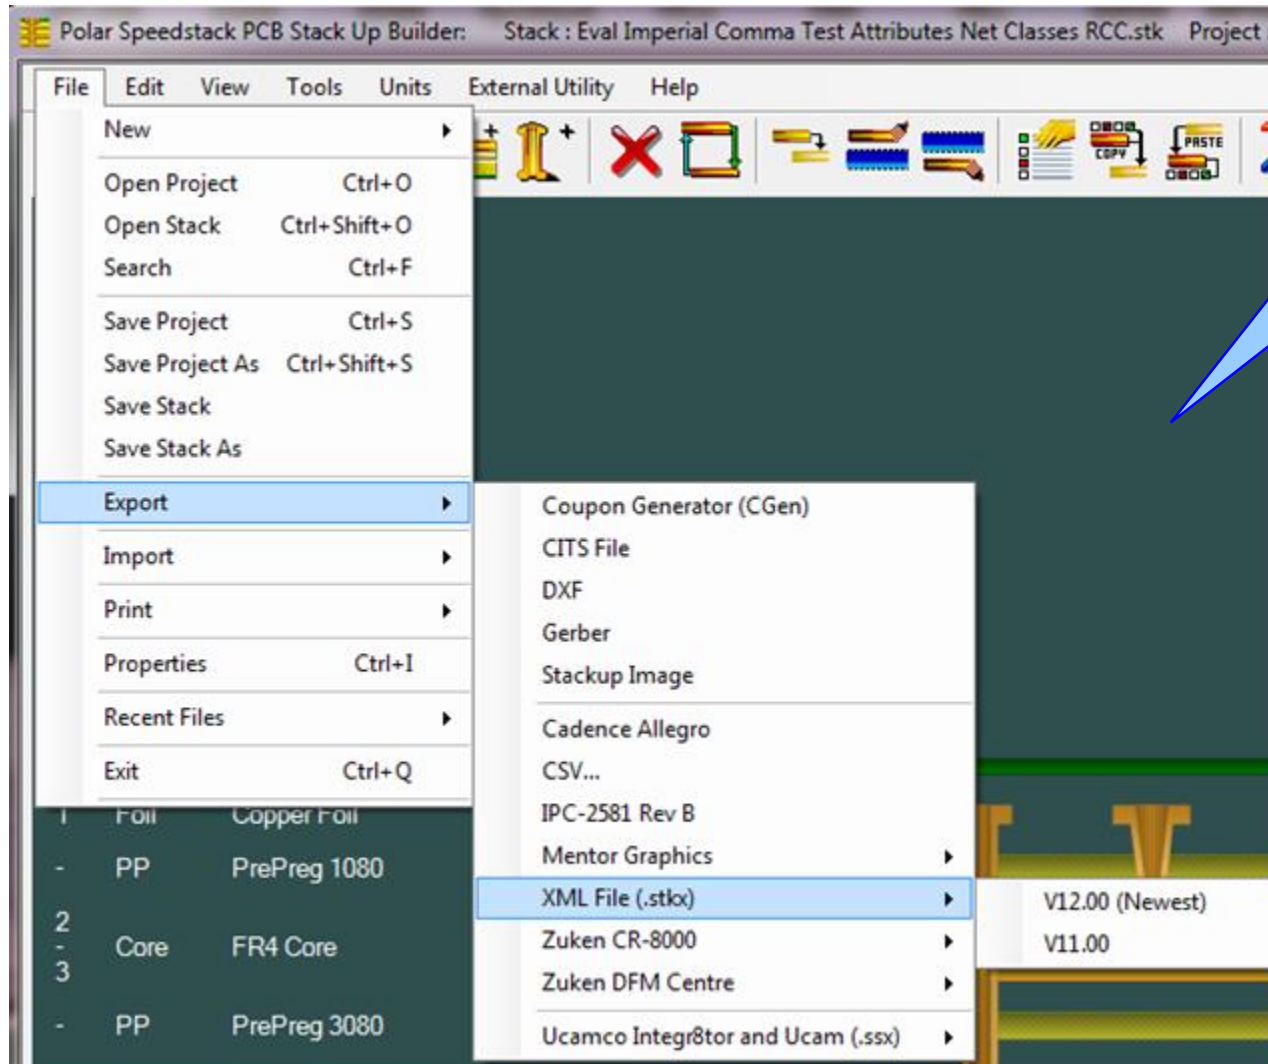 Polar Speedstack PCB Stack Up Builder: Stack : Eval Imperial Comma Test Attributes Net Classes RCC.stk Project
File Edit View Tools Units External Utility Help
COPY PASTE
New
Open Project Ctrl+O
Open Stack Ctrl+Shift+O
Search Ctrl+F
Save Project Ctrl+S
Save Project As Ctrl+Shift+S
Save Stack
Save Stack As
Export
Import
Print
Properties Ctrl+I
Recent Files
Exit Ctrl+Q
Coupon Generator (CGen)
CITS File
DXF
Gerber
Stackup Image
Cadence Allegro
CSV...
IPC-2581 Rev B
Mentor Graphics
XML File (.stkx)
Zuken CR-8000
Zuken DFM Centre
Ucamco Integr8tor and Ucam (.ssx)
V12.00 (Newest)
V11.00
1 Foil Copper Foil
- PP PrePreg 1080
2
- Core FR4 Core
3
- PP PrePreg 3080